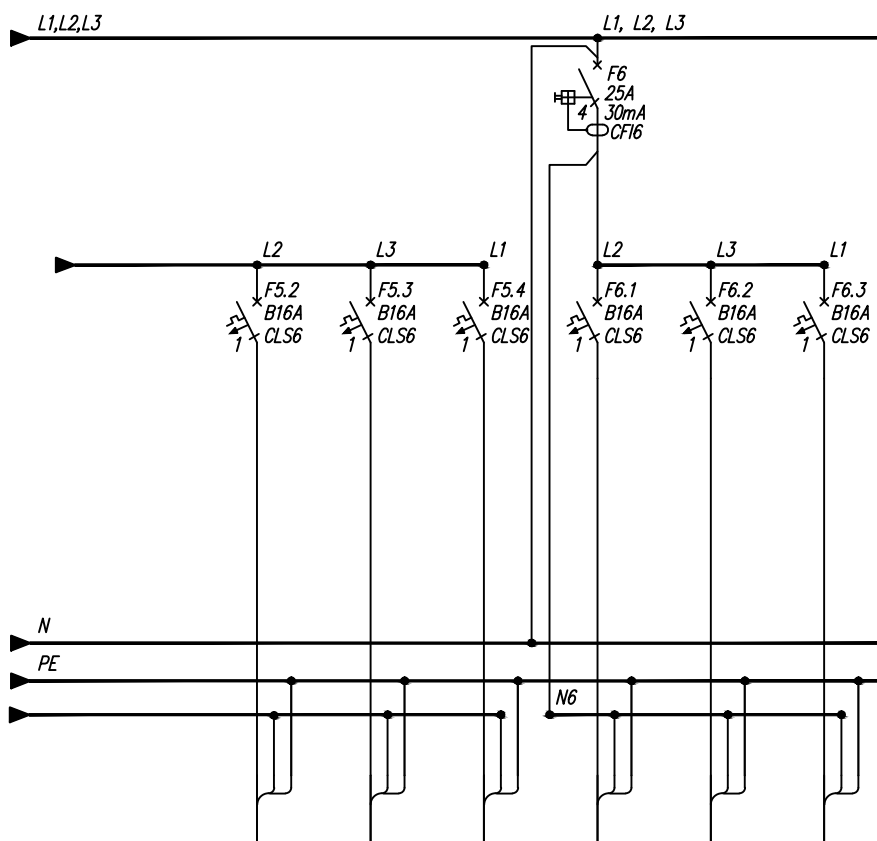 L1,L2,L3
L1, L2, L3
F6
25A
4 30mA
CFI6
L2
L3
L1
L2
L3
L1
F5.2
B16A
1 CLS6
F5.3
B16A
1 CLS6
F5.4
B16A
1 CLS6
F6.1
B16A
1 CLS6
F6.2
B16A
1 CLS6
F6.3
B16A
1 CLS6
N
PE
N6